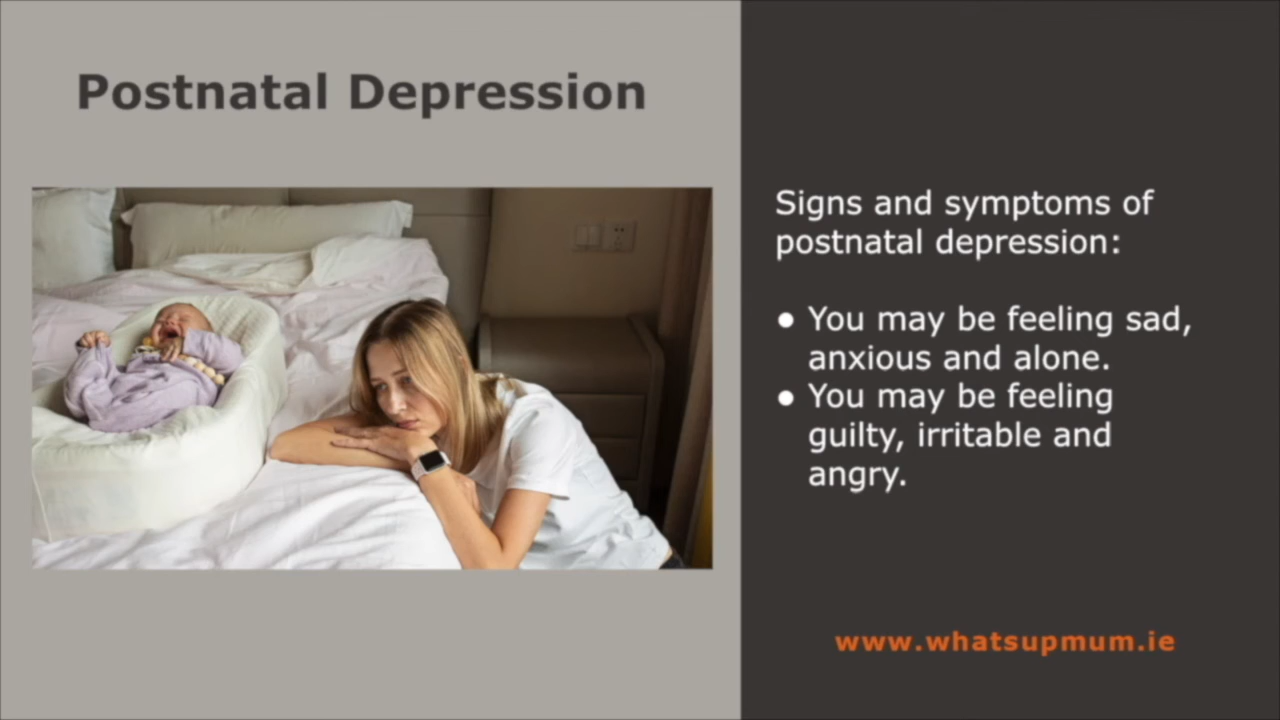 Postnatal Depression
Signs and symptoms of
postnatal depression:
● You may be feeling sad,
anxious and alone.
● You may be feeling
guilty, irritable and
angry.
www.whatsupmum.ie